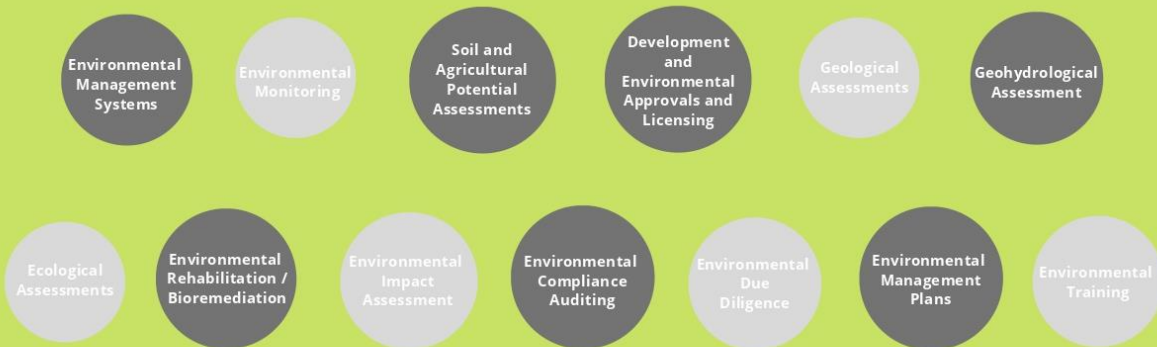 Environmental
Management
Systems
Environmental
Monitoring
Soil and
Agricultural
Potential
Assessments
Development
and
Environmental
Approvals and
Licensing
Geological
Assessments
Geohydrological
Assessment
Ecological
Assessments
Environmental
Rehabilitation /
Bioremediation
Environmental
Impact
Assessment
Environmental
Compliance
Auditing
Environmental
Due
Diligence
Environmental
Management
Plans
Environmental
Training